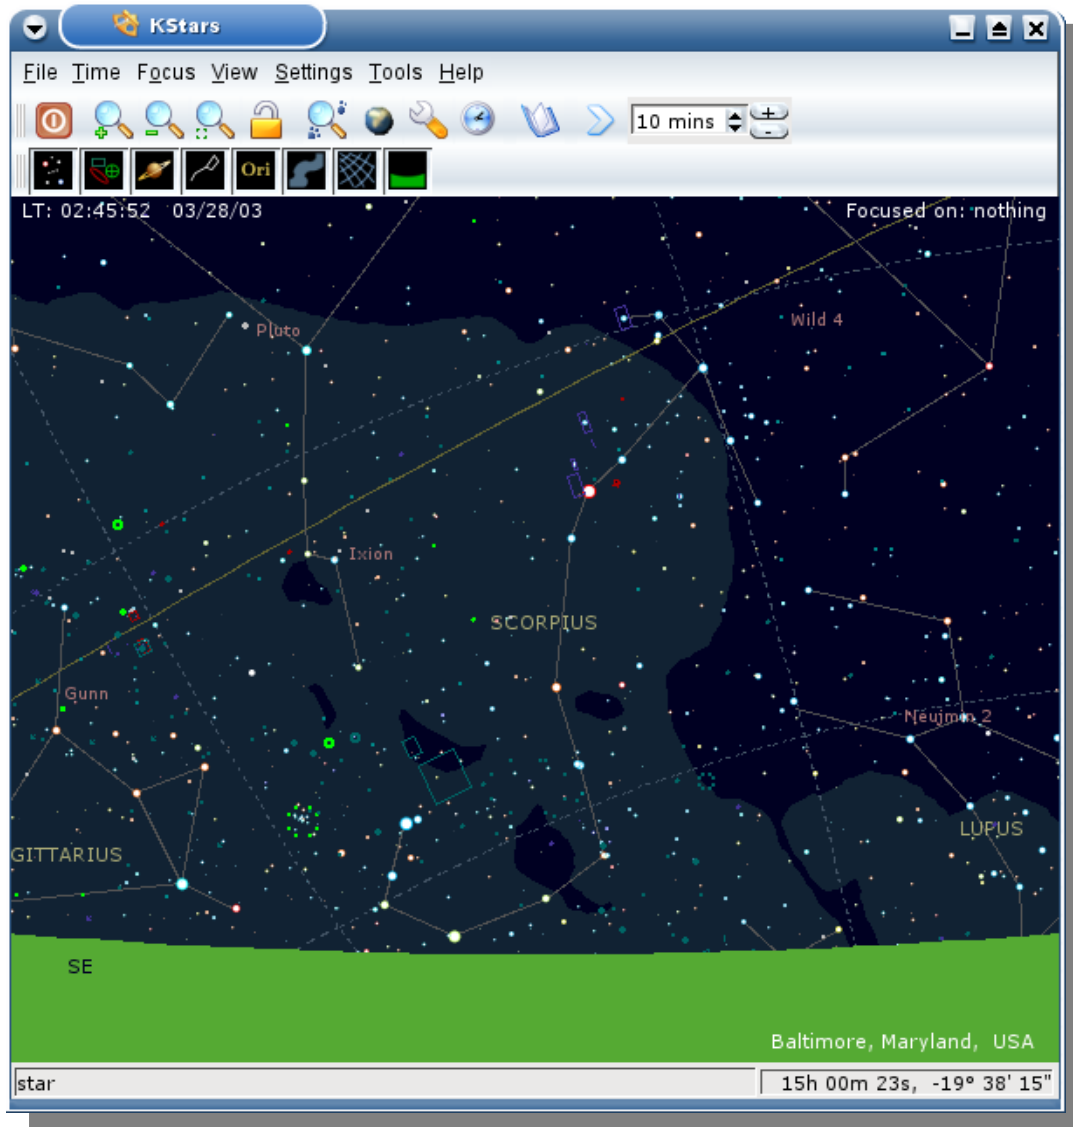 KStars
File Time Focus View Settings Tools Help
10 mins
Ori
LT: 02:45:52 03/28/03
Focused on: nothing
Wild 4
Pluto
Ixion
SCORPIUS
Gunn
Neujmin 2
LUPUS
GITTARIUS
SE
Baltimore, Maryland, USA
star
15h 00m 23s, -19° 38' 15"